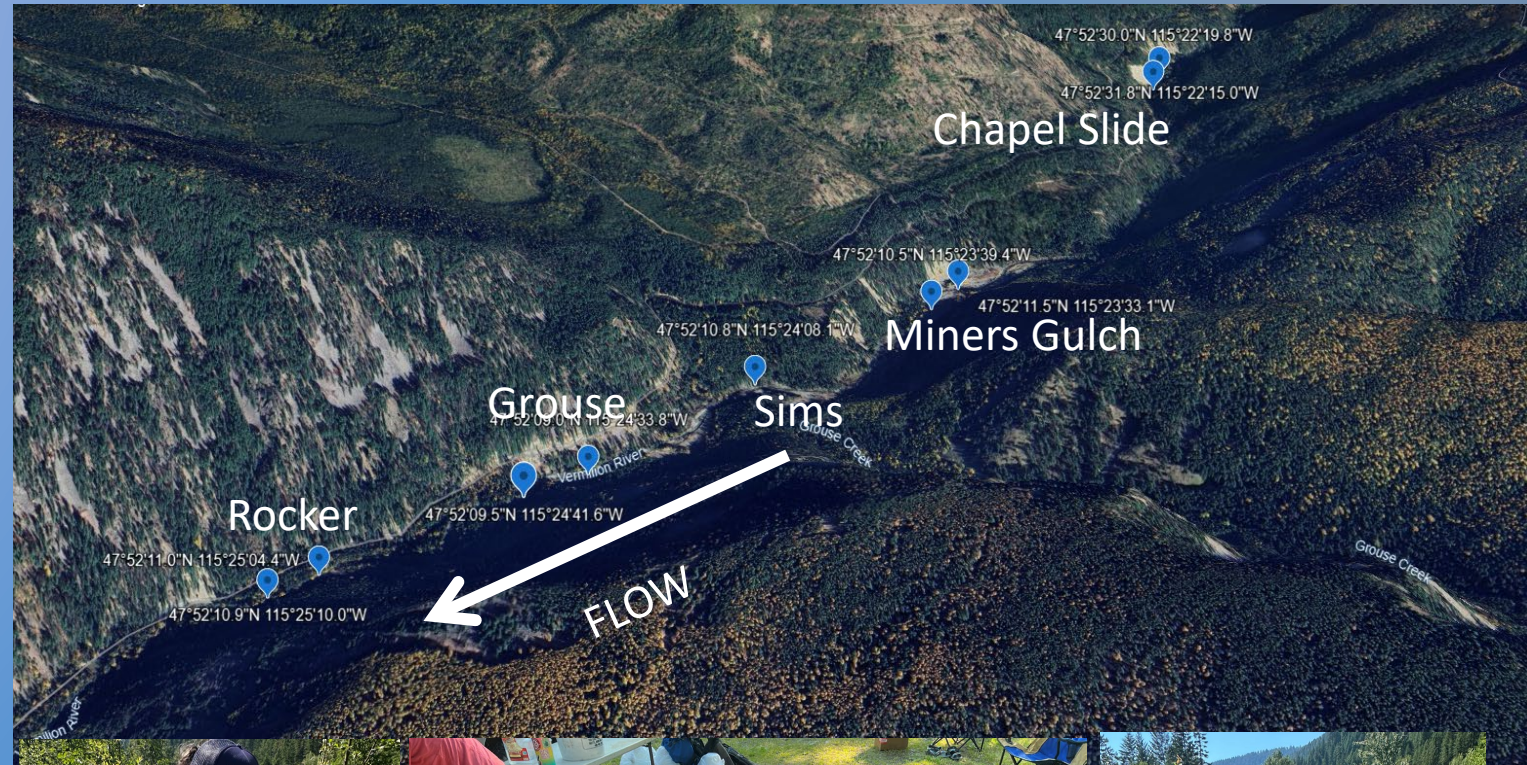 47°52'30.0"N 115°22'19.8"W
47°52'31.8"N 115°22'15.0"W
Chapel Slide
47°52'10.5"N 115°23'39.4"W
47°52'11.5"N 115°23'33.1"W
Miners Gulch
47°52'10.8"N 115°24'08.1"W
Sims
Grouse
47°52'09.0"N 115°24'33.8"W
Grouse Creek
Vermilion River
47°52'09.5"N 115°24'41.6"W
Rocker
47°52'11.0"N 115°25'04.4"W
47°52'10.9"N 115°25'10.0"W
FLOW
Grouse Creek
River